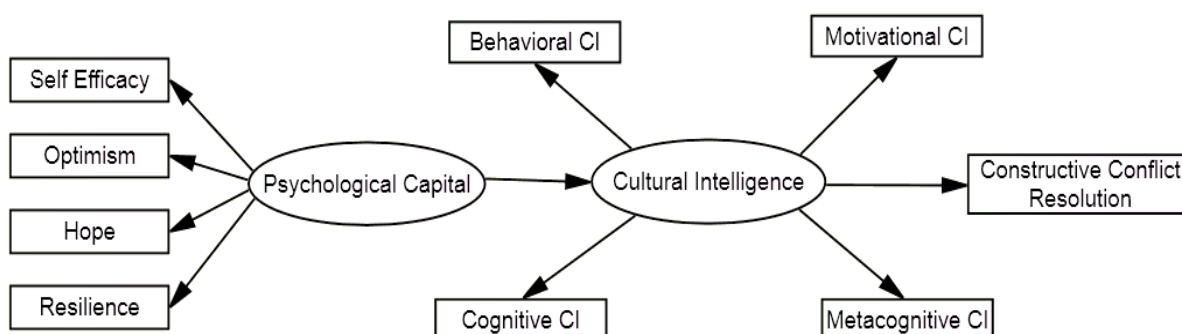 Behavioral CI
Motivational CI
Self Efficacy
Optimism
Psychological Capital
Cultural Intelligence
Constructive Conflict
Resolution
Hope
Resilience
Cognitive CI
Metacognitive CI